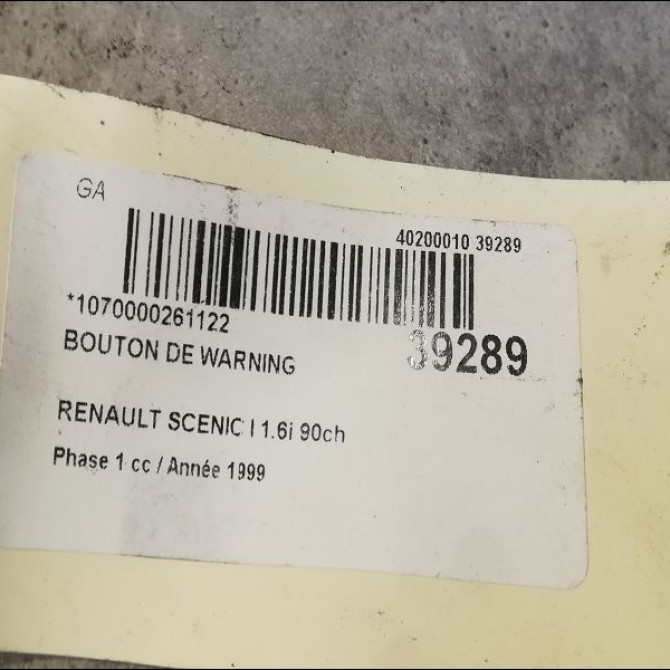 GA
40200010 39289
*1070000261122
39289
BOUTON DE WARNING
RENAULT SCENIC I 1.6i 90ch
Phase 1 cc / Année 1999